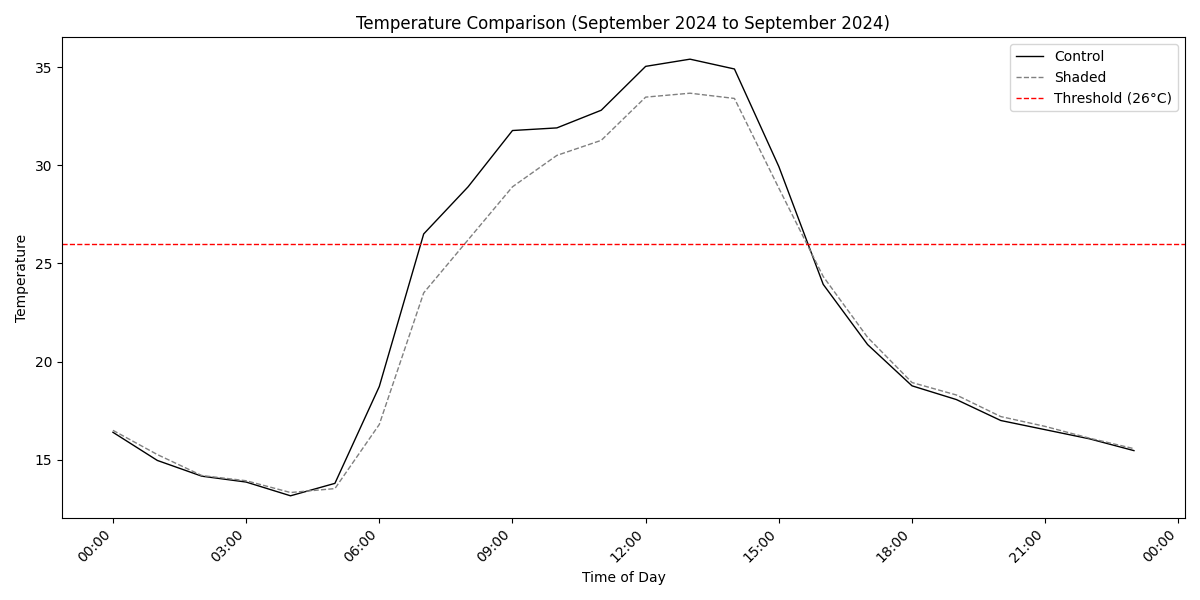 Temperature Comparison (September 2024 to September 2024)
Control
Shaded
Threshold (26°C)
35
30
25
20
15
Temperature
00:00
03:00
06:00
09:00
12:00
15:00
18:00
21:00
00:00
Time of Day